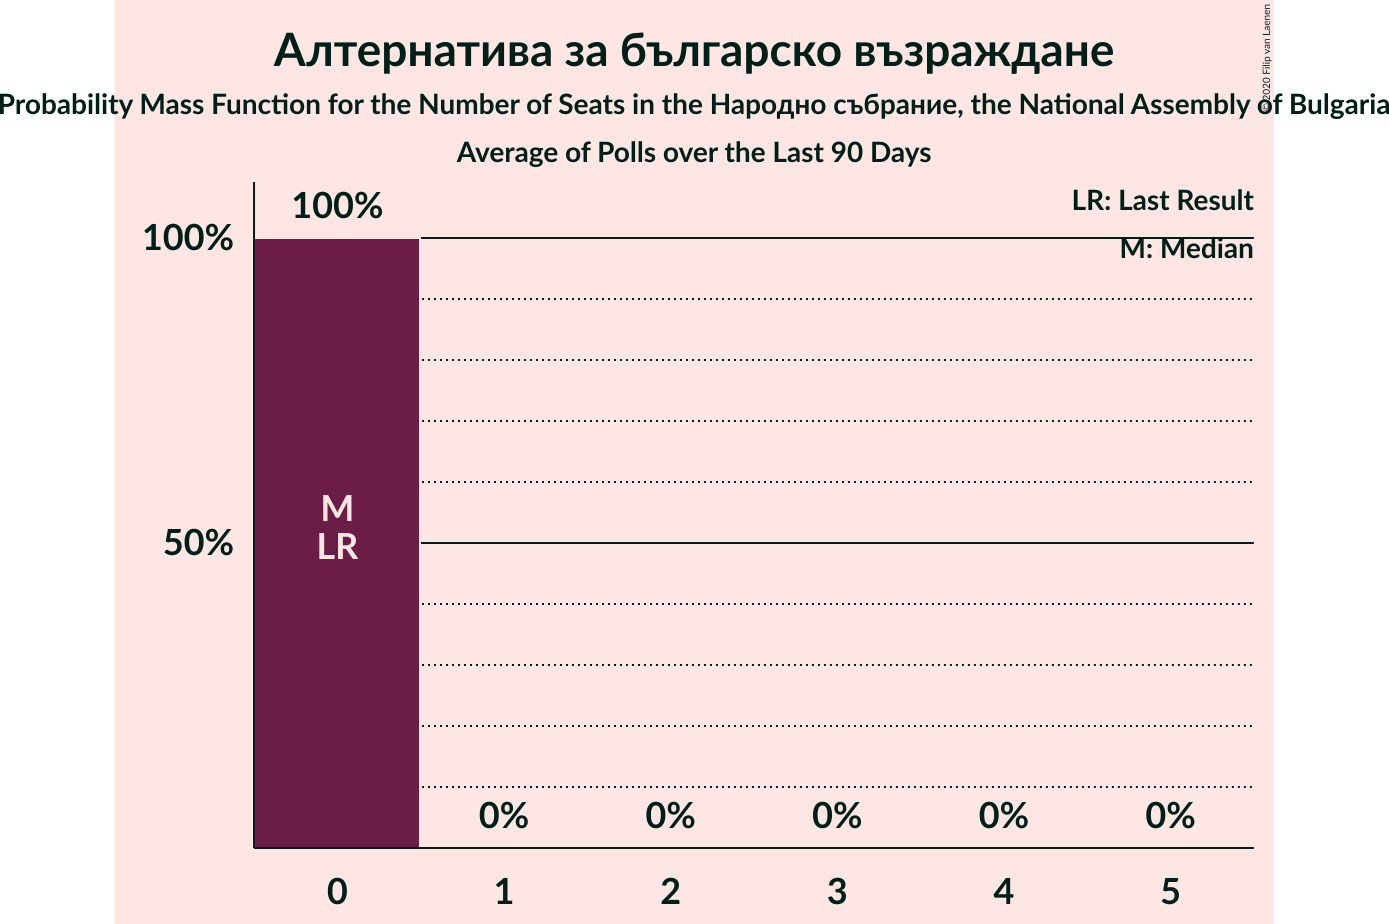 Алтернатива за българско възраждане
Probability Mass Function for the Number of Seats in the Народно събрание, the National Assembly of Bulgaria
Average of Polls over the Last 90 Days
© 2020 Filip van Laenen
LR: Last Result
M: Median
100%
100%
50%
M
LR
0% 0% 0% 0% 0%
0 1 2 3 4 5